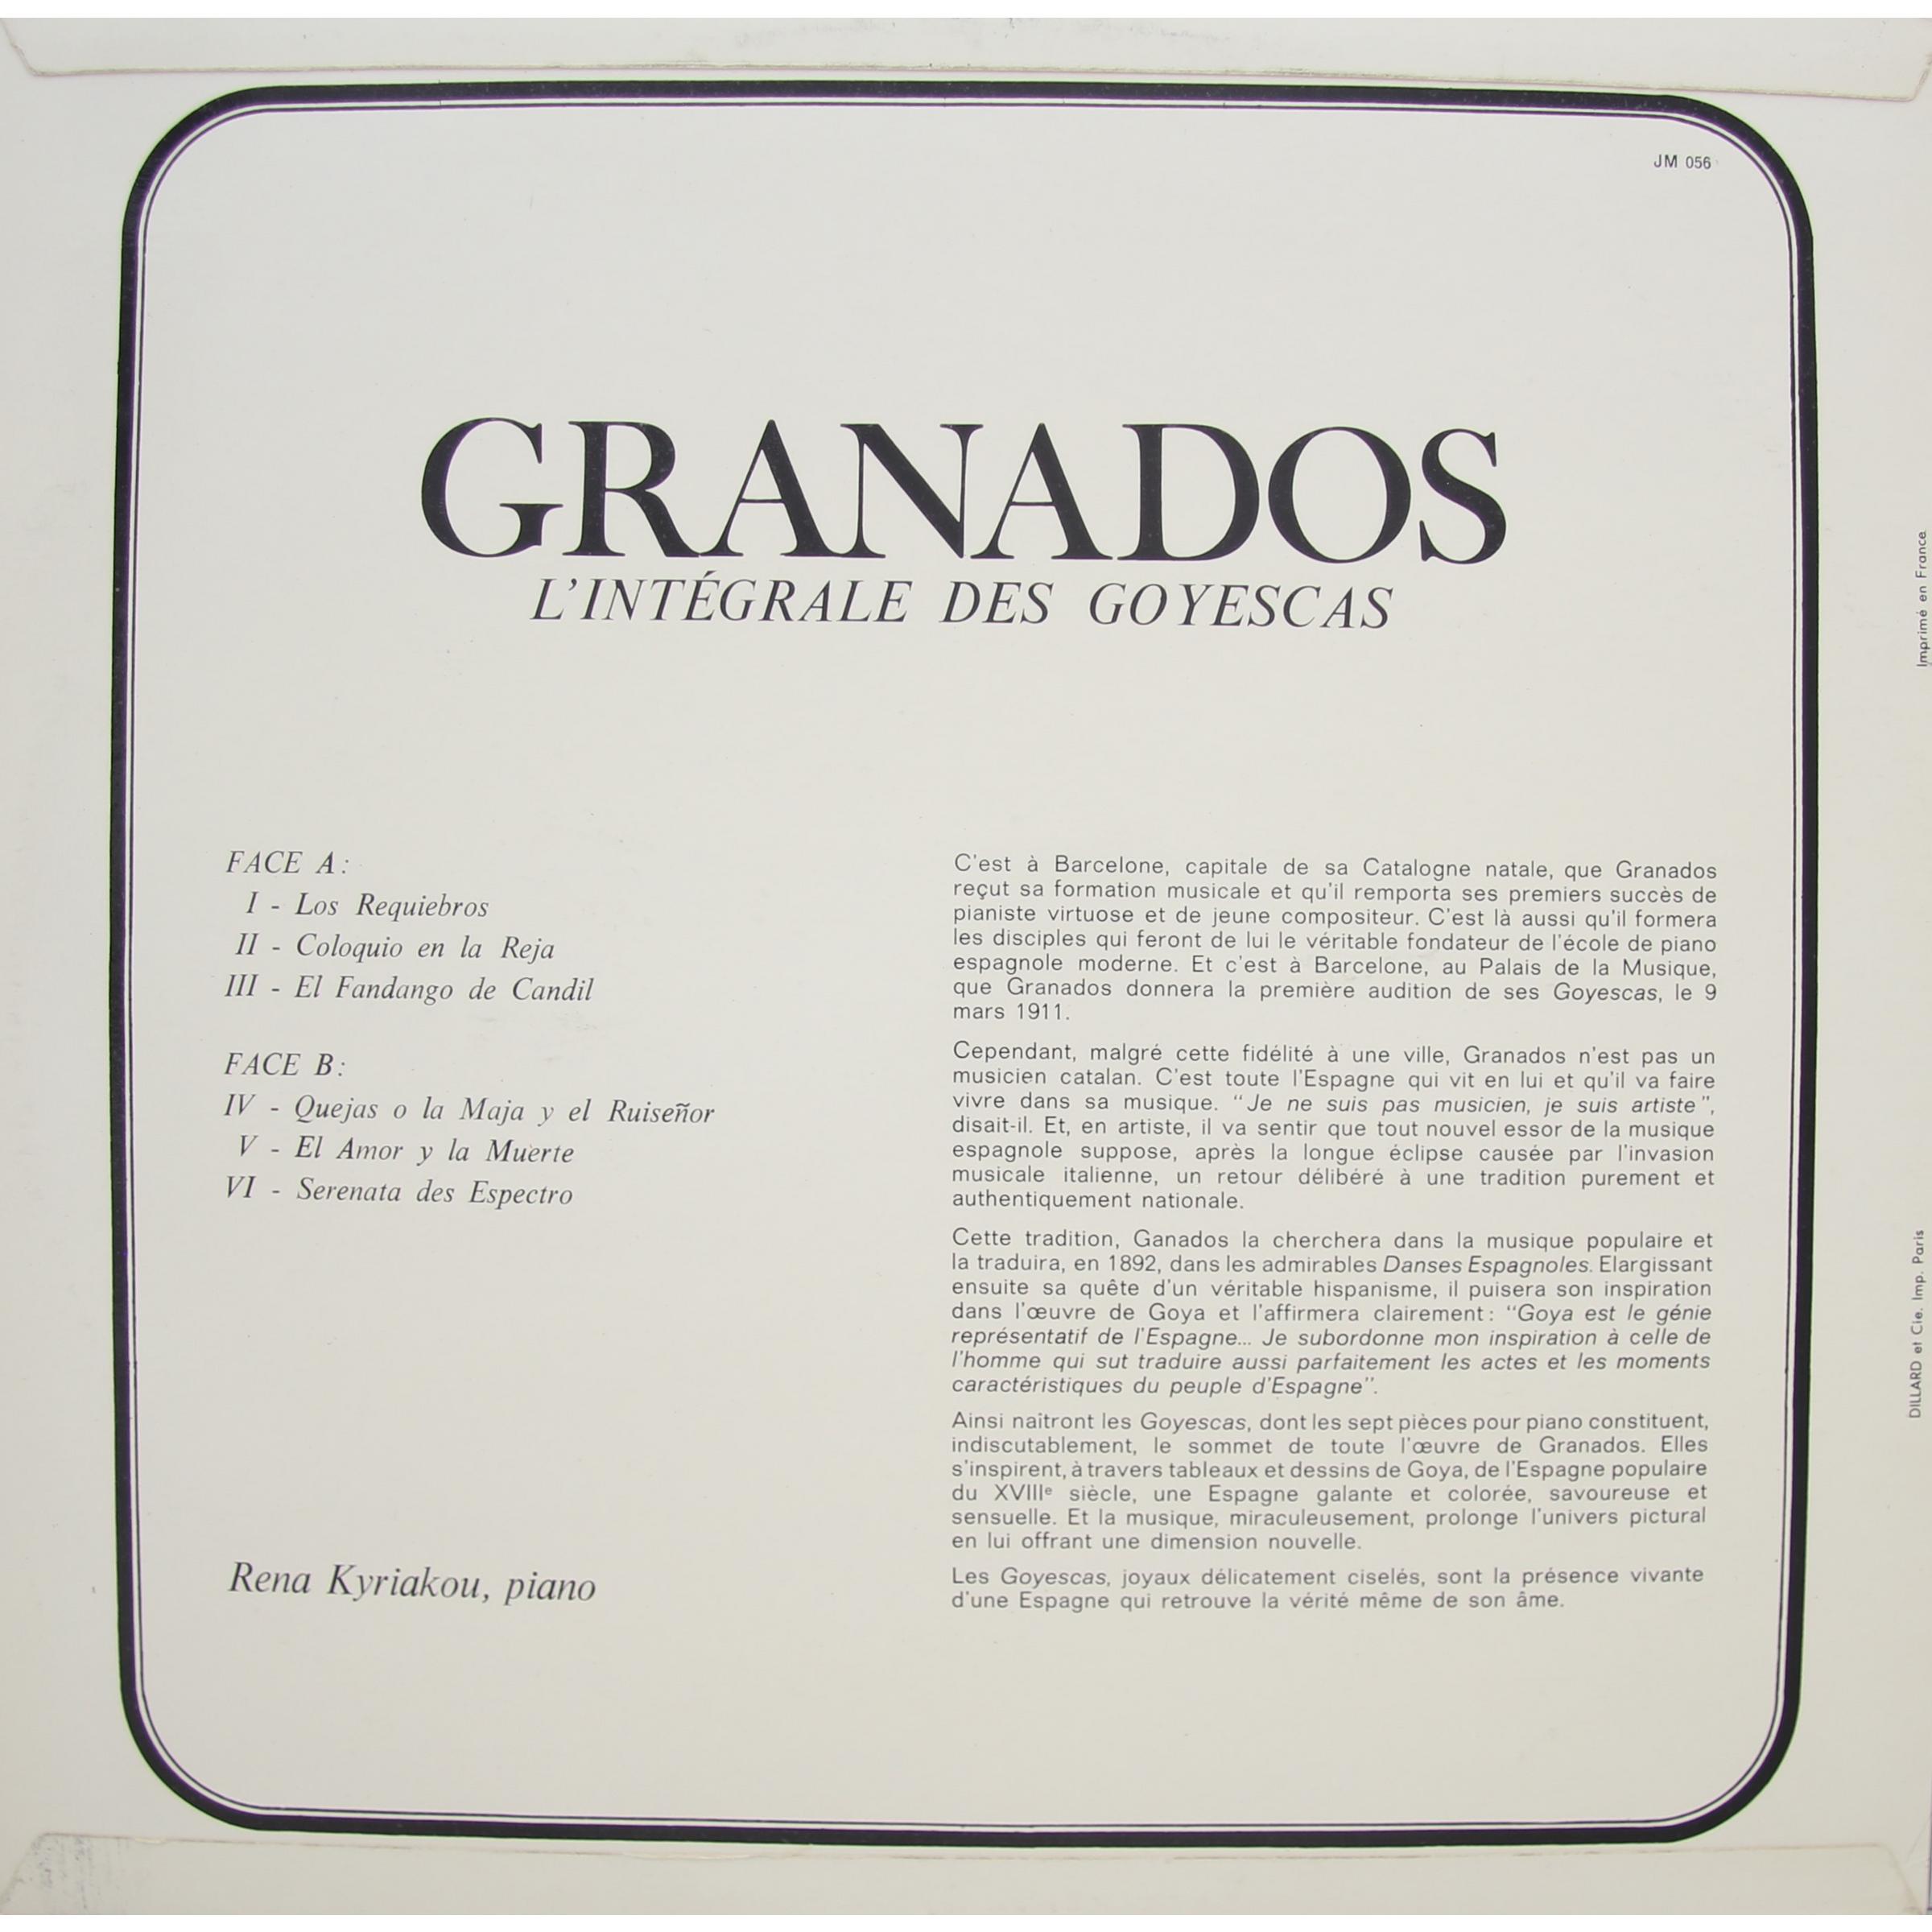 JM 056
GRANADOS
L'INTÉGRALE DES GOYESCAS
FACE A :
I - Los Requiebros
II - Coloquio en la Reja
III - El Fandango de Candil
FACE B :
IV - Quejas o la Maja y el Ruiseñor
V - El Amor y la Muerte
VI - Serenata des Espectro
Rena Kyriakou, piano
C'est à Barcelone, capitale de sa Catalogne natale, que Granados
reçut sa formation musicale et qu'il remporta ses premiers succès de
pianiste virtuose et de jeune compositeur. C'est là aussi qu'il formera
les disciples qui feront de lui le véritable fondateur de l'école de piano
espagnole moderne. Et c'est à Barcelone, au Palais de la Musique,
que Granados donnera la première audition de ses Goyescas, le 9
mars 1911.
Cependant, malgré cette fidélité à une ville, Granados n'est pas un
musicien catalan. C'est toute l'Espagne qui vit en lui et qu'il va faire
vivre dans sa musique. "Je ne suis pas musicien, je suis artiste",
disait-il. Et, en artiste, il va sentir que tout nouvel essor de la musique
espagnole suppose, après la longue éclipse causée par l'invasion
musicale italienne, un retour délibéré à une tradition purement et
authentiquement nationale.
Cette tradition, Ganados la cherchera dans la musique populaire et
la traduira, en 1892, dans les admirables Danses Espagnoles. Elargissant
ensuite sa quête d'un véritable hispanisme, il puisera son inspiration
dans l'œuvre de Goya et l'affirmera clairement : "Goya est le génie
représentatif de l'Espagne... Je subordonne mon inspiration à celle de
l'homme qui sut traduire aussi parfaitement les actes et les moments
caractéristiques du peuple d'Espagne".
Ainsi naîtront les Goyescas, dont les sept pièces pour piano constituent,
indiscutablement, le sommet de toute l'œuvre de Granados. Elles
s'inspirent, à travers tableaux et dessins de Goya, de l'Espagne populaire
du XVIIIe siècle, une Espagne galante et colorée, savoureuse et
sensuelle. Et la musique, miraculeusement, prolonge l'univers pictural
en lui offrant une dimension nouvelle.
Les Goyescas, joyaux délicatement ciselés, sont la présence vivante
d'une Espagne qui retrouve la vérité même de son âme.
Imprimé en France
DILLARD et Cie. Imp. Paris